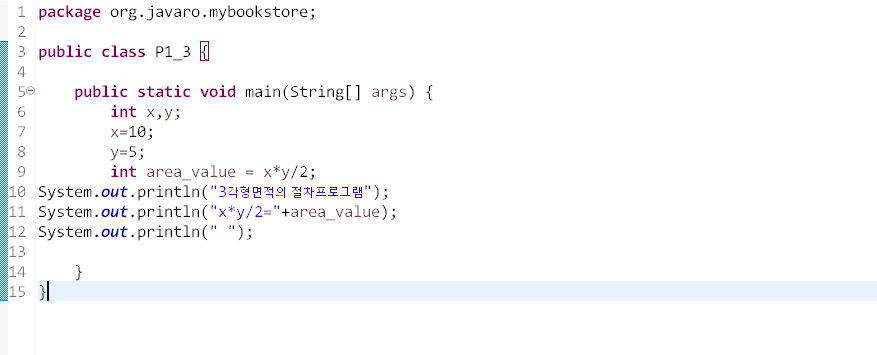 1 package org.javaro.mybookstore;
2
3 public class P1_3 {
4
5 public static void main(String[] args) {
6 int x,y;
7 x=10;
8 y=5;
9 int area_value = x*y/2;
10 System.out.println("3각형면적의 절차프로그램");
11 System.out.println("x*y/2="+area_value);
12 System.out.println(" ");
13
14 }
15 }